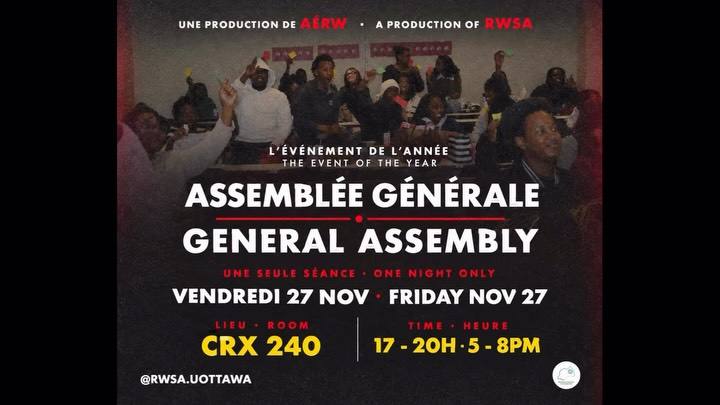 UNE PRODUCTION DE AÉRW • A PRODUCTION OF RWSA
L'ÉVÉNEMENT DE L'ANNÉE
THE EVENT OF THE YEAR
ASSEMBLÉE GÉNÉRALE
GENERAL ASSEMBLY
UNE SEULE SÉANCE • ONE NIGHT ONLY
VENDREDI 27 NOV • FRIDAY NOV 27
LIEU • ROOM
CRX 240
TIME • HEURE
17 - 20H • 5 - 8PM
@RWSA.UOTTAWA